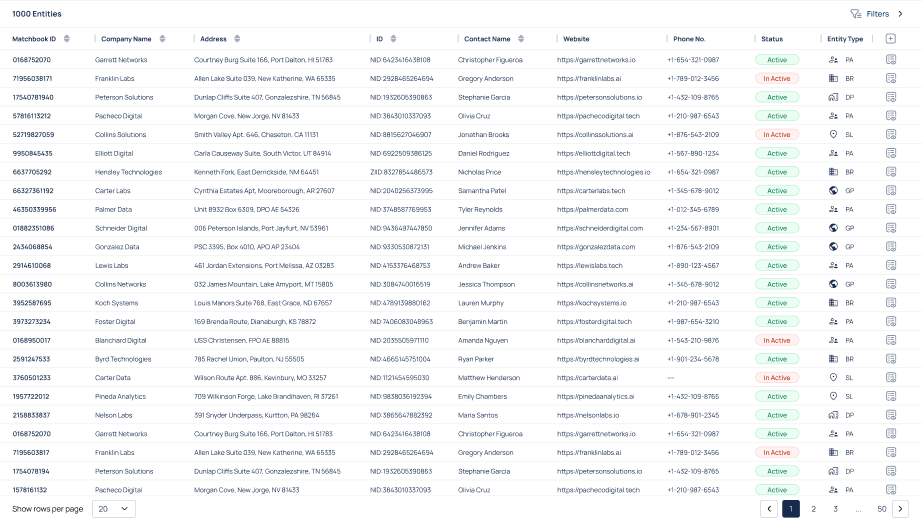 1000 Entities Filters
Matchbook ID Company Name Address ID Contact Name Website Phone No. Status Entity Type
0168752070 Garrett Networks Courtney Burg Suite 166, Port Dalton, HI 51783 NID:6423416438108 Christopher Figueroa https://garrettnetworks.io +1-654-321-0987 Active PA
71956038171 Franklin Labs Allen Lake Suite 039, New Katherine, WA 65335 NID:2928465264694 Gregory Anderson https://franklinlabs.ai +1-789-012-3456 In Active BR
17540781940 Peterson Solutions Dunlap Cliffs Suite 407, Gonzalezshire, TN 56845 NID:1932605390863 Stephanie Garcia https://petersonsolutions.io +1-432-109-8765 Active DP
57816113212 Pacheco Digital Morgan Cove, New Jorge, NV 81433 NID:3843010337093 Olivia Cruz https://pachecodigital.tech +1-210-987-6543 Active PA
52719827059 Collins Solutions Smith Valley Apt. 646, Chaseton, CA 11131 NID:8815627046907 Jonathan Brooks https://collinssolutions.ai +1-876-543-2109 In Active SL
9950845435 Elliott Digital Carla Causeway Suite, South Victor, UT 84914 NID:6922509386125 Daniel Rodriguez https://elliottdigital.tech +1-567-890-1234 Active PA
6637705292 Hensley Technologies Kenneth Fork, East Derrickside, NM 64451 ZIID:8327854486573 Nicholas Price https://hensleytechnologies.io +1-654-321-0987 Active BR
66327361192 Carter Labs Cynthia Estates Apt, Mooreborough, AR 27607 NID:2040256373995 Samantha Patel https://carterlabs.tech +1-345-678-9012 Active GP
46350339956 Palmer Data Unit 8932 Box 6309, DPO AE 54326 NID:3748587769953 Tyler Reynolds https://palmerdata.com +1-012-345-6789 Active PA
01882351086 Schneider Digital 006 Peterson Islands, Port Jayfurt, NV 53961 NID:9436497447850 Jennifer Adams https://schneiderdigital.com +1-234-567-8901 Active GP
2434068854 Gonzalez Data PSC 3395, Box 4010, APO AP 23404 NID:9330530872131 Michael Jenkins https://gonzalezdata.com +1-876-543-2109 Active GP
2914610068 Lewis Labs 461 Jordan Extensions, Port Melissa, AZ 03283 NID:4153376468753 Andrew Baker https://lewislabs.tech +1-890-123-4567 Active PA
8003613980 Collins Networks 032 James Mountain, Lake Amyport, MT 15805 NID:3084740016519 Jessica Thompson https://collinsnetworks.ai +1-345-678-9012 Active GP
3952587695 Koch Systems Louis Manors Suite 768, East Grace, ND 67657 NID:4789139880162 Lauren Murphy https://kochsystems.io +1-210-987-6543 Active BR
3973273234 Foster Digital 169 Brenda Route, Dianaburgh, KS 78872 NID:7406083048963 Benjamin Martin https://fosterdigital.tech +1-987-654-3210 Active PA
0168950017 Blanchard Digital USS Christensen, FPO AE 88815 NID:2035505971110 Amanda Nguyen https://blancharddigital.ai +1-543-210-9876 In Active PA
2591247533 Byrd Technologies 785 Rachel Union, Paulton, NJ 55505 NID:4665145751004 Ryan Parker https://byrdtechnologies.ai +1-901-234-5678 Active BR
3760501233 Carter Data Wilson Route Apt. 886, Kevinbury, MO 33257 NID:1121454595030 Matthew Henderson https://carterdata.ai --- In Active SL
1957722012 Pineda Analytics 709 Wilkinson Forge, Lake Brandihaven, RI 37261 NID:9838036192394 Emily Chambers https://pinedaanalytics.ai +1-432-109-8765 Active SL
2158833837 Nelson Labs 391 Snyder Underpass, Kurtton, PA 98264 NID:3865647882392 Maria Santos https://nelsonlabs.io +1-678-901-2345 Active DP
0168752070 Garrett Networks Courtney Burg Suite 166, Port Dalton, HI 51783 NID:6423416438108 Christopher Figueroa https://garrettnetworks.io +1-654-321-0987 Active PA
7195603817 Franklin Labs Allen Lake Suite 039, New Katherine, WA 65335 NID:2928465264694 Gregory Anderson https://franklinlabs.ai +1-789-012-3456 In Active BR
1754078194 Peterson Solutions Dunlap Cliffs Suite 407, Gonzalezshire, TN 56845 NID:1932605390863 Stephanie Garcia https://petersonsolutions.io +1-432-109-8765 Active DP
1578161132 Pacheco Digital Morgan Cove, New Jorge, NV 81433 NID:3843010337093 Olivia Cruz https://pachecodigital.tech +1-210-987-6543 Active PA
Show rows per page 20 1 2 3 ... 50